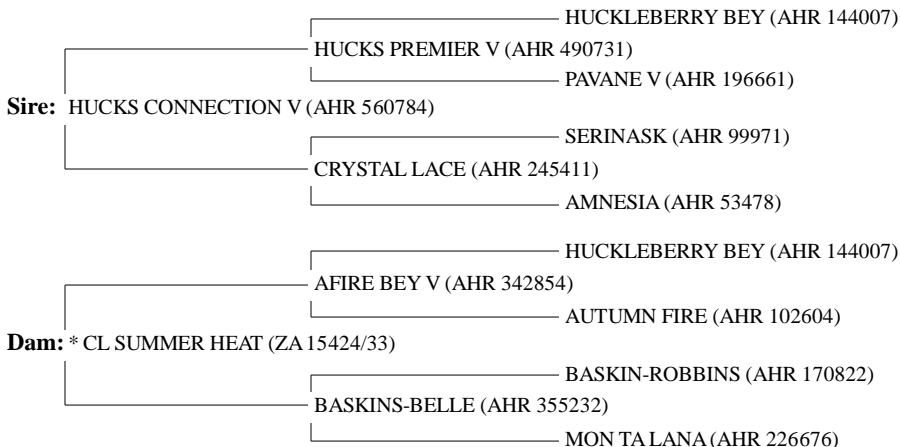 HUCKLEBERRY BEY (AHR 144007)
HUCKS PREMIER V (AHR 490731)
PAVANE V (AHR 196661)
Sire: HUCKS CONNECTION V (AHR 560784)
SERINASK (AHR 99971)
CRYSTAL LACE (AHR 245411)
AMNESIA (AHR 53478)
HUCKLEBERRY BEY (AHR 144007)
AFIRE BEY V (AHR 342854)
AUTUMN FIRE (AHR 102604)
Dam: * CL SUMMER HEAT (ZA 15424/33)
BASKIN-ROBBINS (AHR 170822)
BASKINS-BELLE (AHR 355232)
MON TA LANA (AHR 226676)